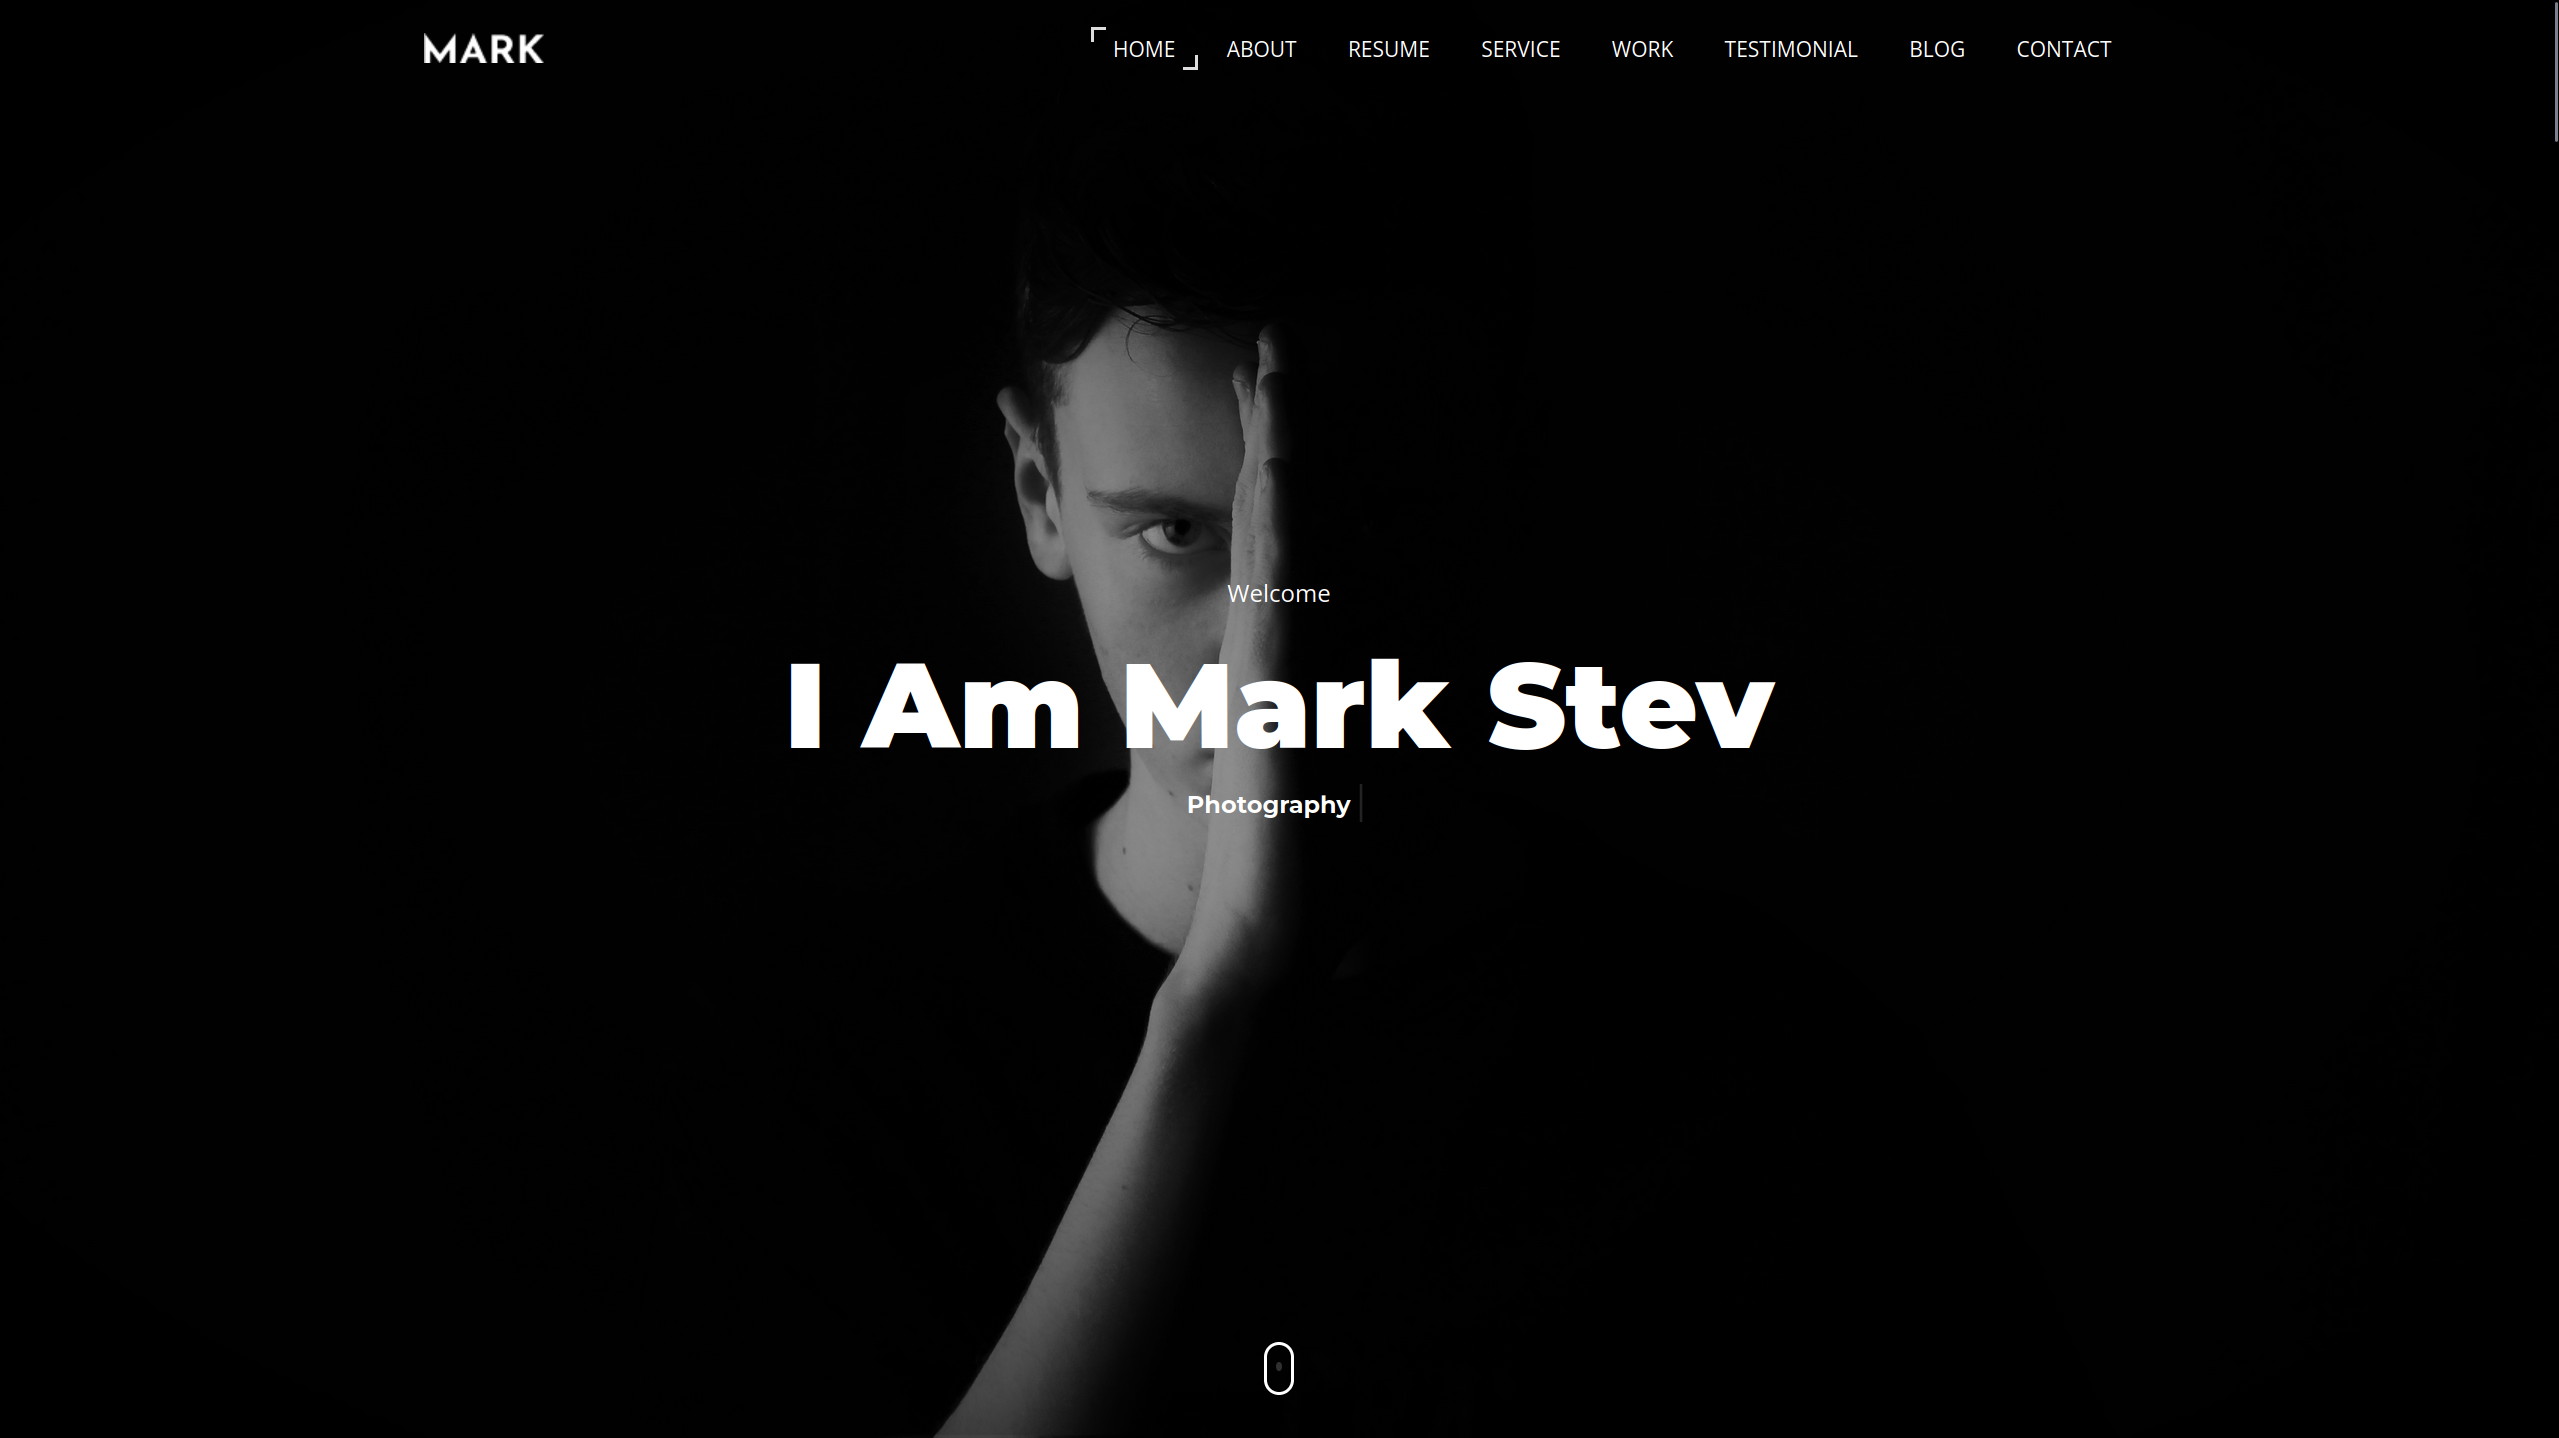 MARK
HOME ABOUT RESUME SERVICE WORK TESTIMONIAL BLOG CONTACT
Welcome
I Am Mark Stev
Photography